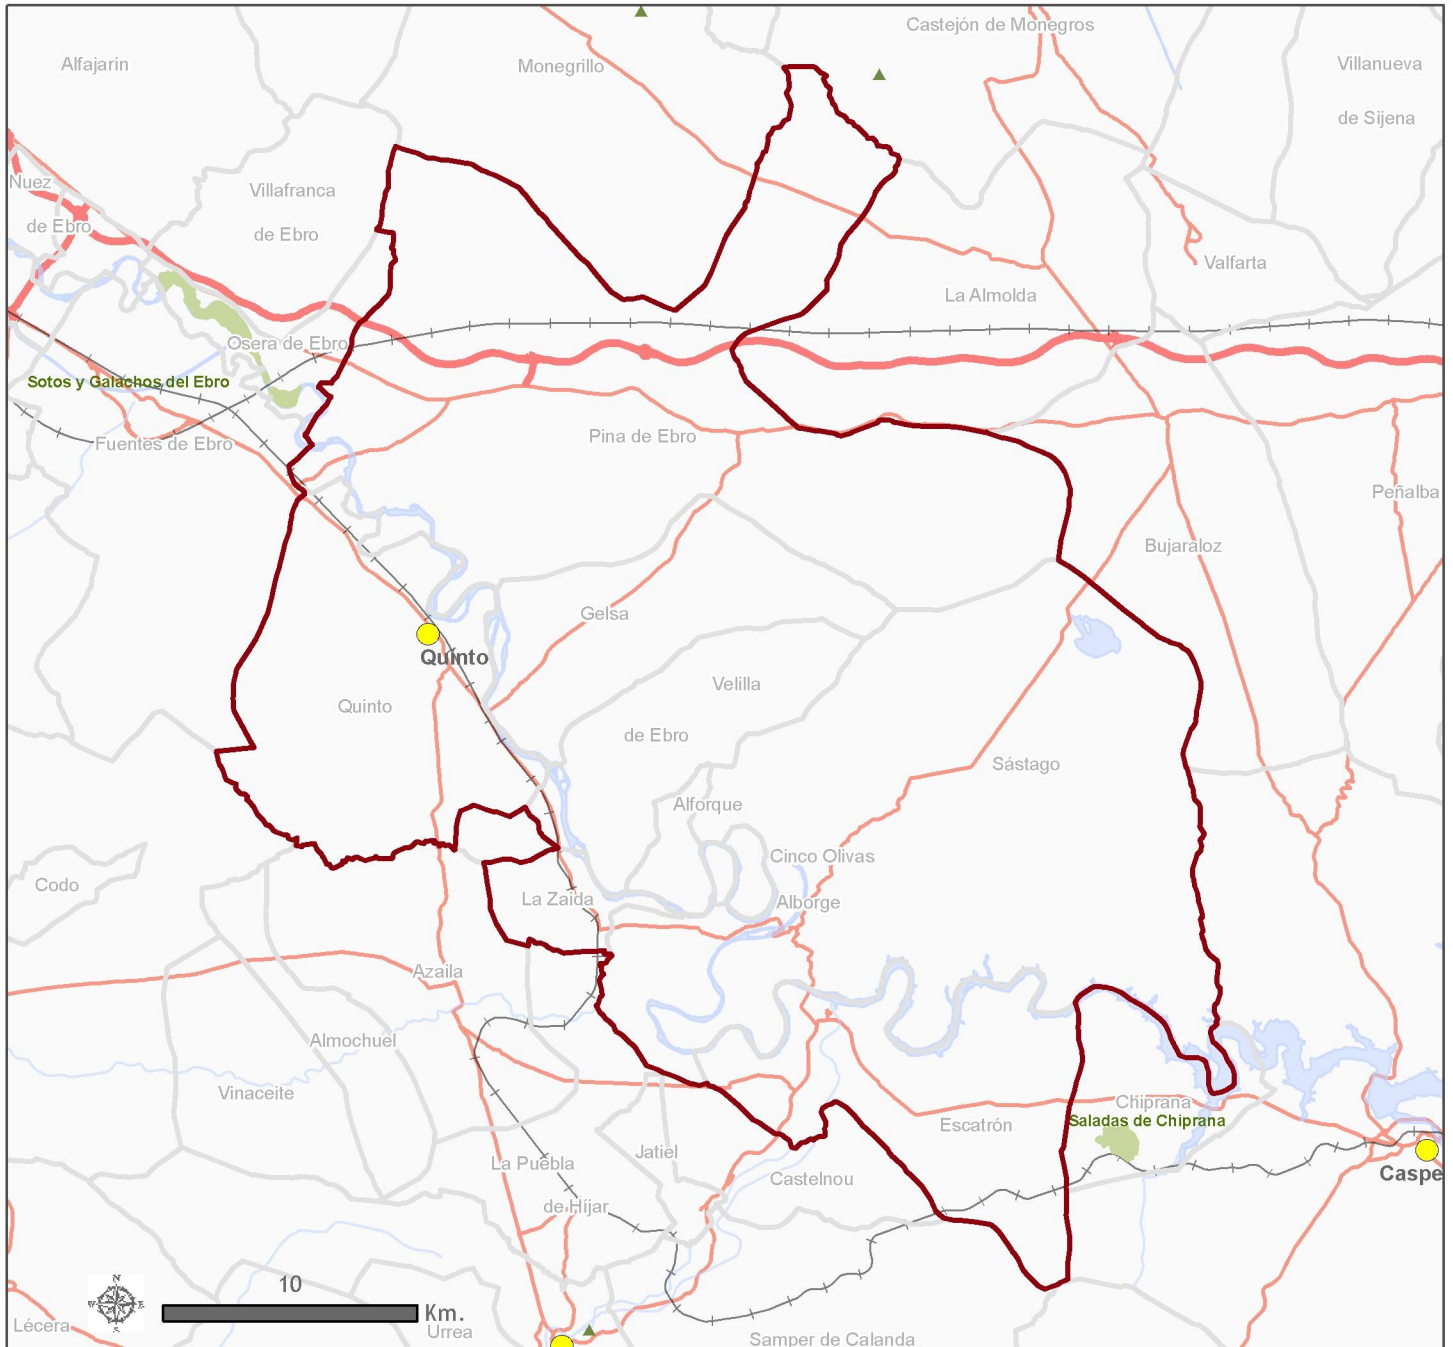 Castejón de Monegros
Alfajarín
Monegrillo
Villanueva
de Sijena
Nuez
de Ebro
Villafranca
de Ebro
Valfarta
La Almolda
Osera de Ebro
Sotos y Galachos del Ebro
Fuentes de Ebro
Pina de Ebro
Peñalba
Bujaraloz
Gelsa
Quinto
Velilla
de Ebro
Quinto
Sástago
Alforque
Cinco Olivas
Codo
La Zaida
Alborge
Azaila
Almochuel
Vinaceite
Chiprana
Saladas de Chiprana
Escatrón
La Puebla
de Híjar
Jatiel
Castelnou
Caspe
N
W E
S
10
Km.
Lécera
Urrea
Samper de Calanda